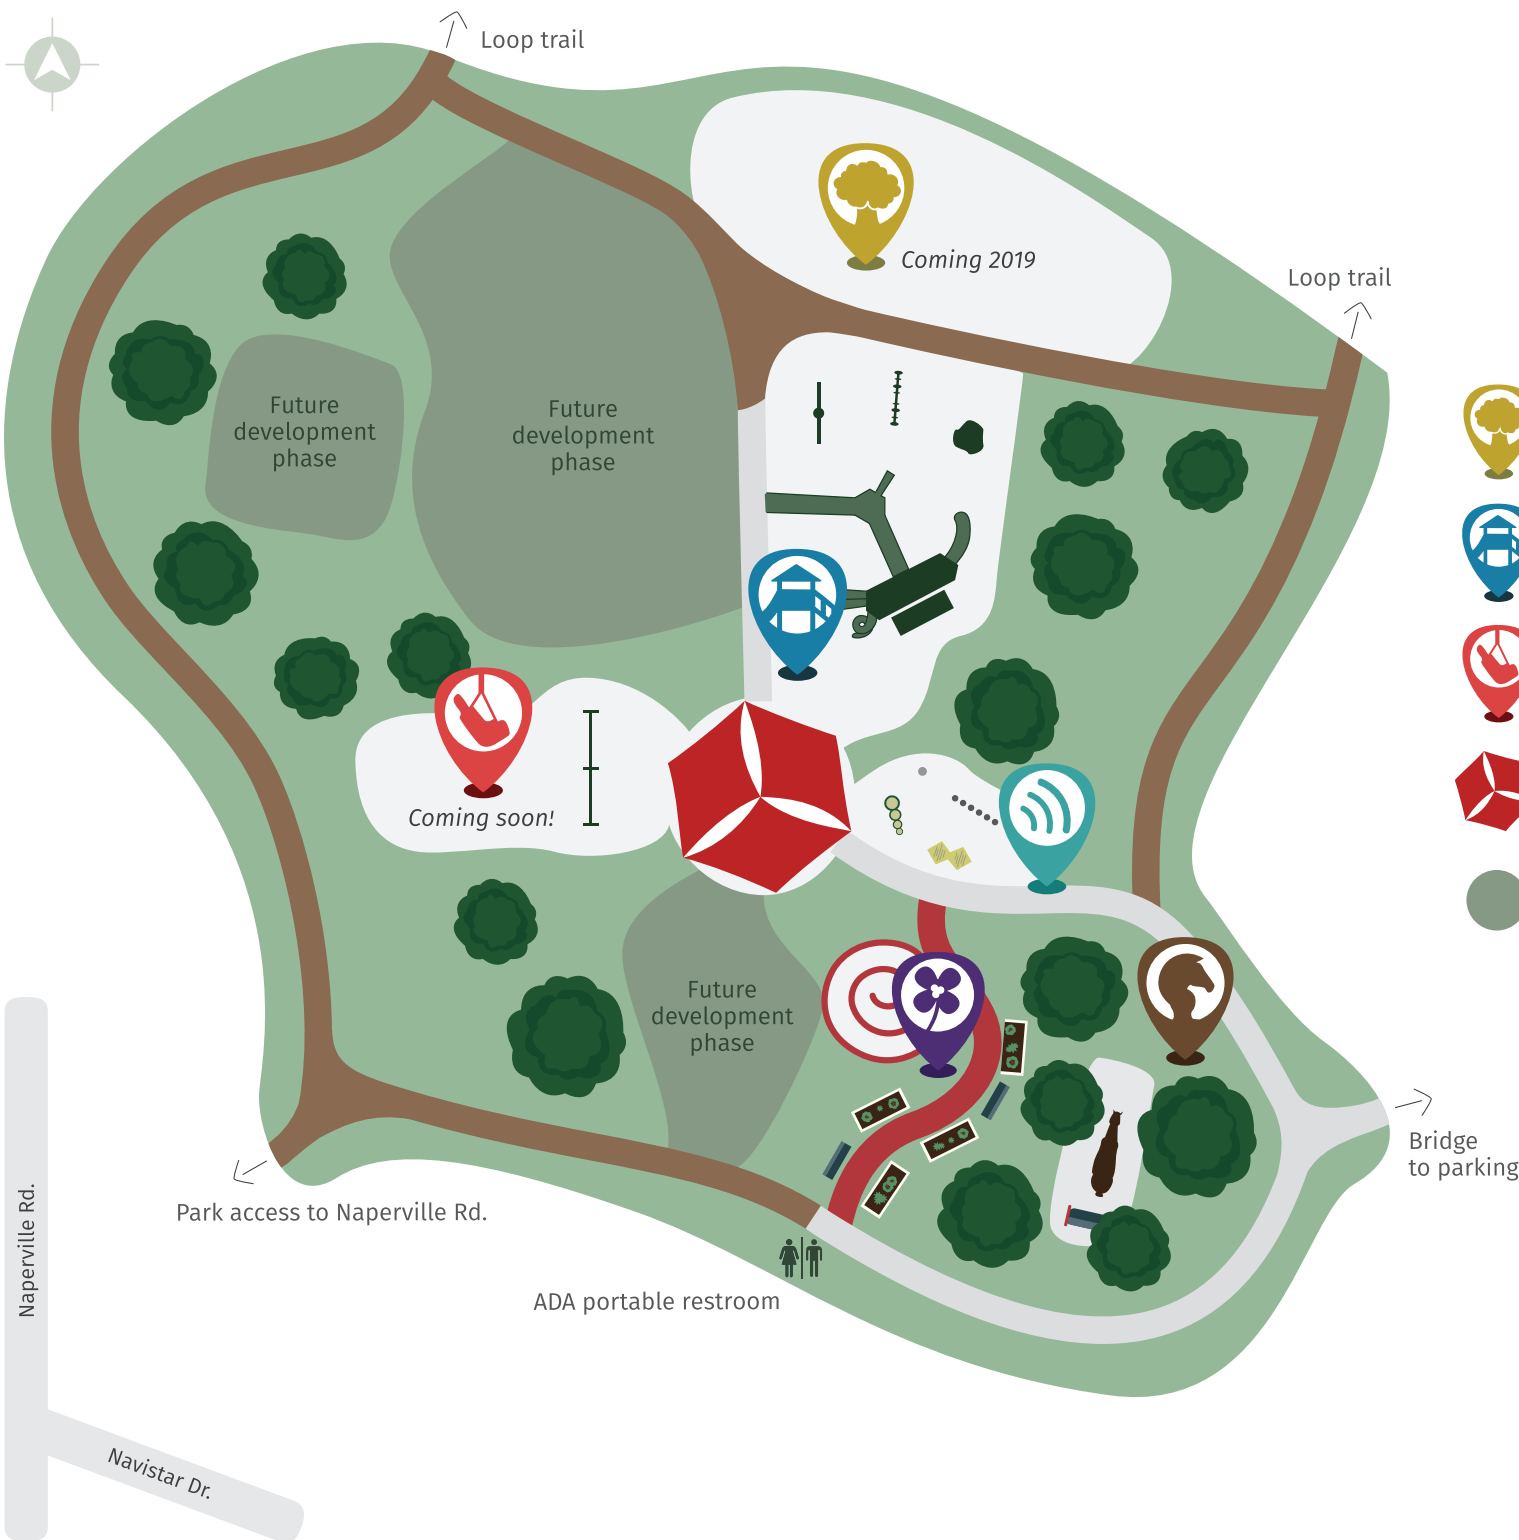 Loop trail
Coming 2019
Loop trail
Future
development
phase
Future
development
phase
Coming soon!
Future
development
phase
Bridge
to parking
Park access to Naperville Rd.
ADA portable restroom
Naperville Rd.
Navistar Dr.